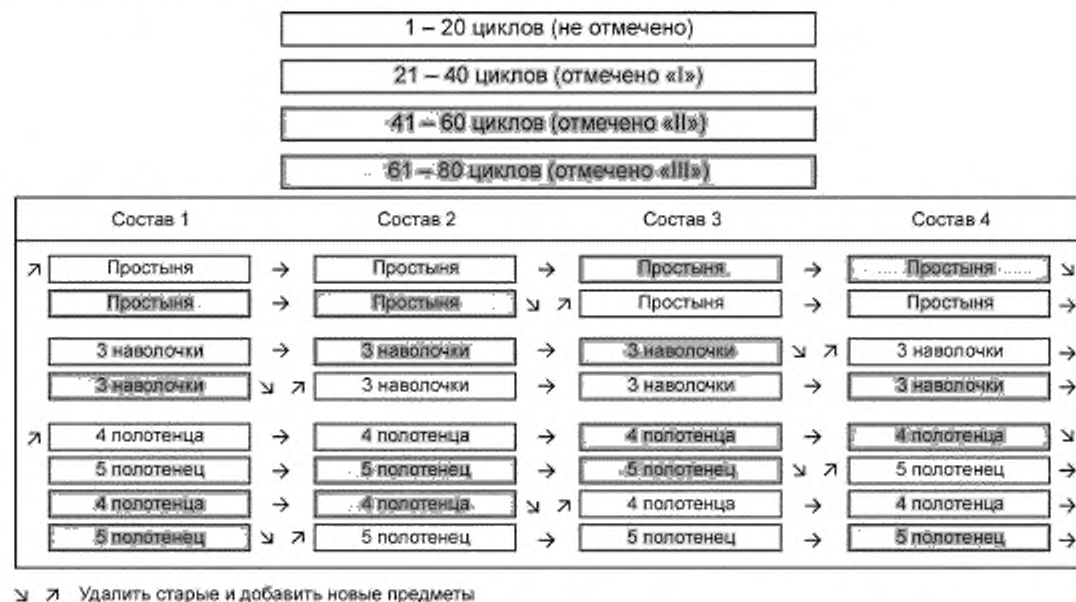 1 – 20 циклов (не отмечено)
21 – 40 циклов (отмечено «I»)
41 – 60 циклов (отмечено «II»)
61 – 80 циклов (отмечено «III»)
Состав 1 Состав 2 Состав 3 Состав 4
↗ Простыня → Простыня → Простыня → Простыня ↘
Простыня → Простыня ↘ ↗ Простыня → Простыня →
3 наволочки → 3 наволочки → 3 наволочки ↘ ↗ 3 наволочки →
3 наволочки ↘ ↗ 3 наволочки → 3 наволочки → 3 наволочки →
↗ 4 полотенца → 4 полотенца → 4 полотенца → 4 полотенца ↘
5 полотенец → 5 полотенец → 5 полотенец ↘ ↗ 5 полотенец →
4 полотенца → 4 полотенца ↘ ↗ 4 полотенца → 4 полотенца →
5 полотенец ↘ ↗ 5 полотенец → 5 полотенец → 5 полотенец →
↘ ↗ Удалить старые и добавить новые предметы